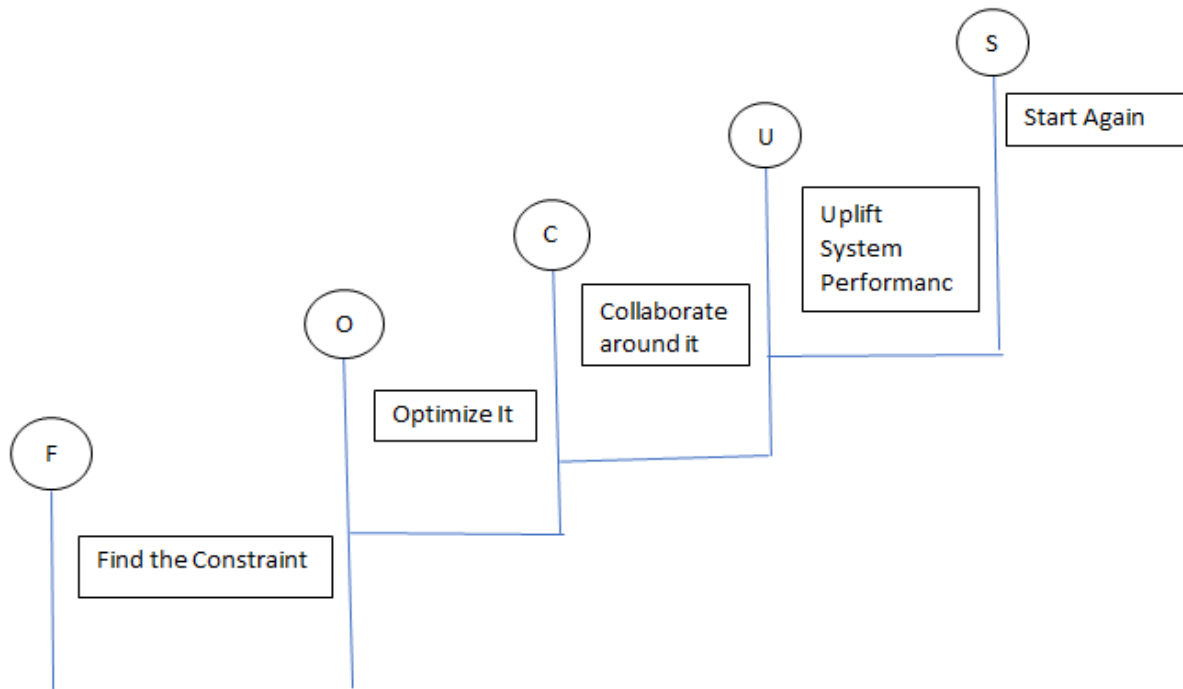 F
Find the Constraint
O
Optimize It
C
Collaborate
around it
U
Uplift
System
Performanc
S
Start Again